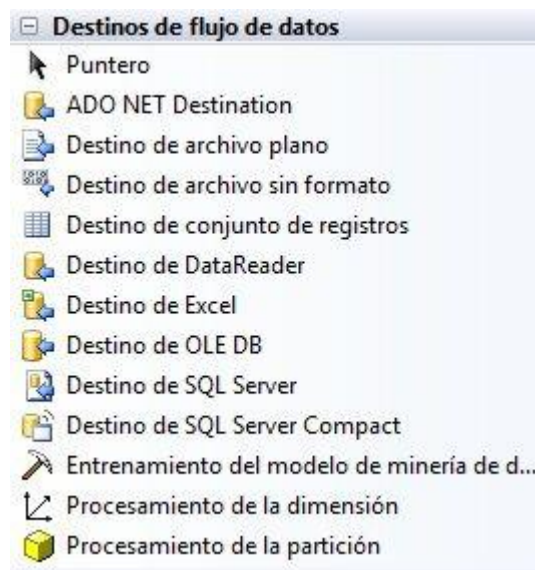 Destinos de flujo de datos
Puntero
ADO NET Destination
Destino de archivo plano
Destino de archivo sin formato
Destino de conjunto de registros
Destino de DataReader
Destino de Excel
Destino de OLE DB
Destino de SQL Server
Destino de SQL Server Compact
Entrenamiento del modelo de minería de d...
Procesamiento de la dimensión
Procesamiento de la partición